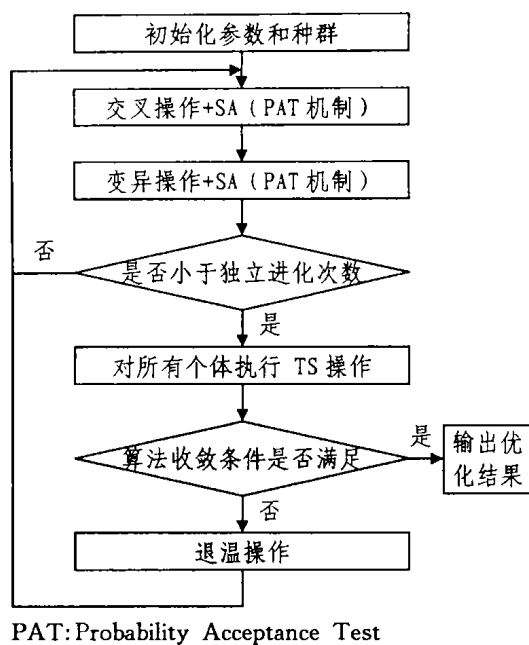 初始化参数和种群
交叉操作+SA（PAT机制）
变异操作+SA（PAT机制）
否
是否小于独立进化次数
是
对所有个体执行 TS 操作
算法收敛条件是否满足
是
输出优
化结果
否
退温操作
PAT:Probability Acceptance Test